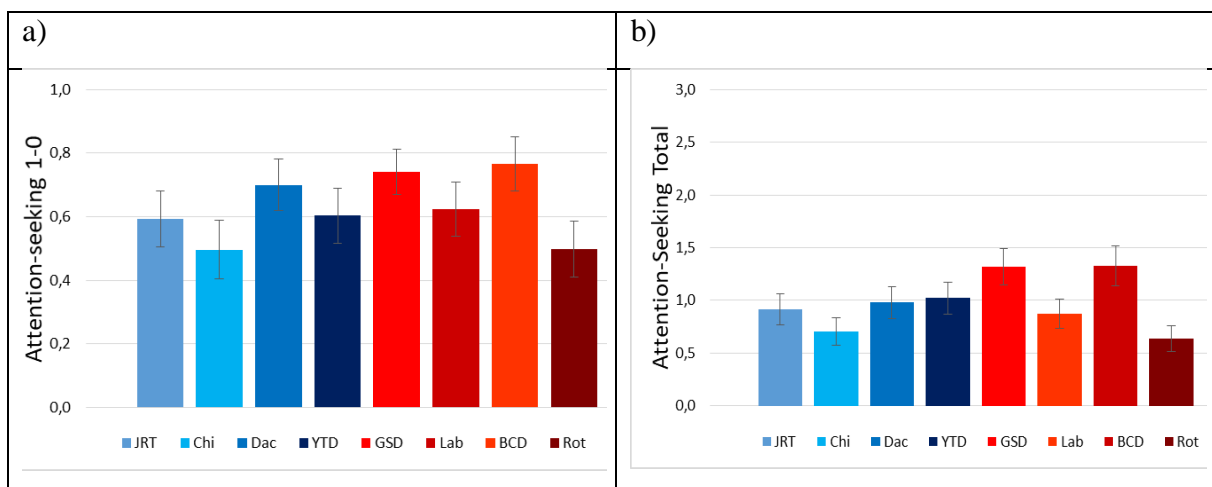 a)
b)
Attention-seeking 1-0
1,0
0,8
0,6
0,4
0,2
0,0
JRT Chi Dac YTD GSD Lab BCD Rot
Attention-Seeking Total
3,0
2,5
2,0
1,5
1,0
0,5
0,0
JRT Chi Dac YTD GSD Lab BCD Rot